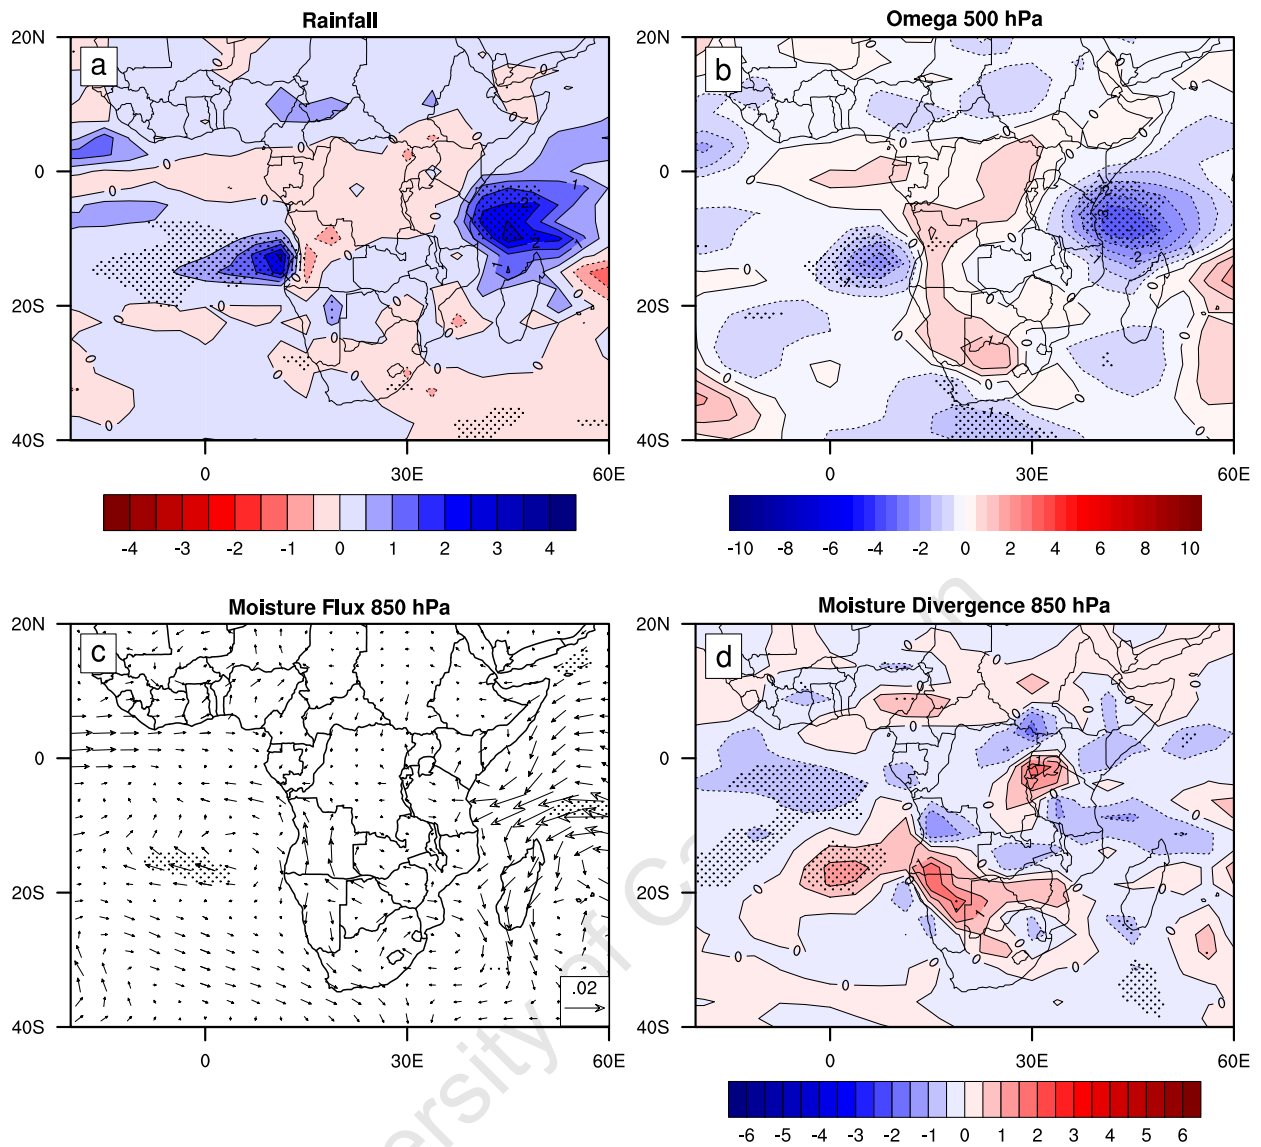 Rainfall
Omega 500 hPa
20N
0
20S
40S
a
0 30E 60E
20N
0
20S
40S
b
0 30E 60E
-4 -3 -2 -1 0 1 2 3 4
-10 -8 -6 -4 -2 0 2 4 6 8 10
Moisture Flux 850 hPa
Moisture Divergence 850 hPa
20N
0
20S
40S
c
.02
0 30E 60E
20N
0
20S
40S
d
0 30E 60E
-6 -5 -4 -3 -2 -1 0 1 2 3 4 5 6
ersity of Ca